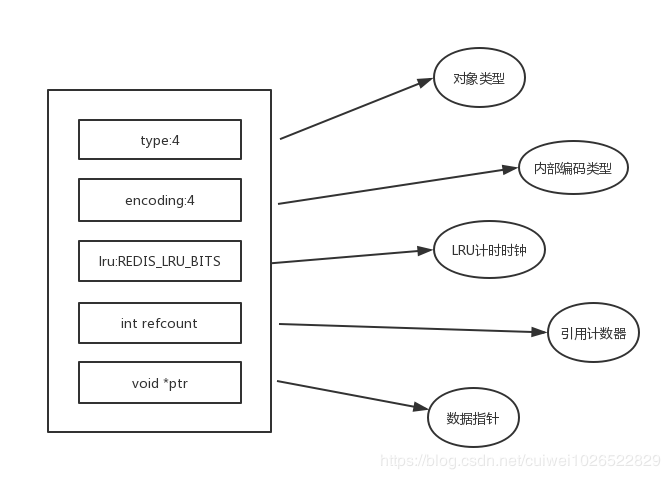 type:4
对象类型
encoding:4
内部编码类型
lru:REDIS_LRU_BITS
LRU计时时钟
int refcount
引用计数器
void *ptr
数据指针
https://blog.csdn.net/cuiwei1026522829